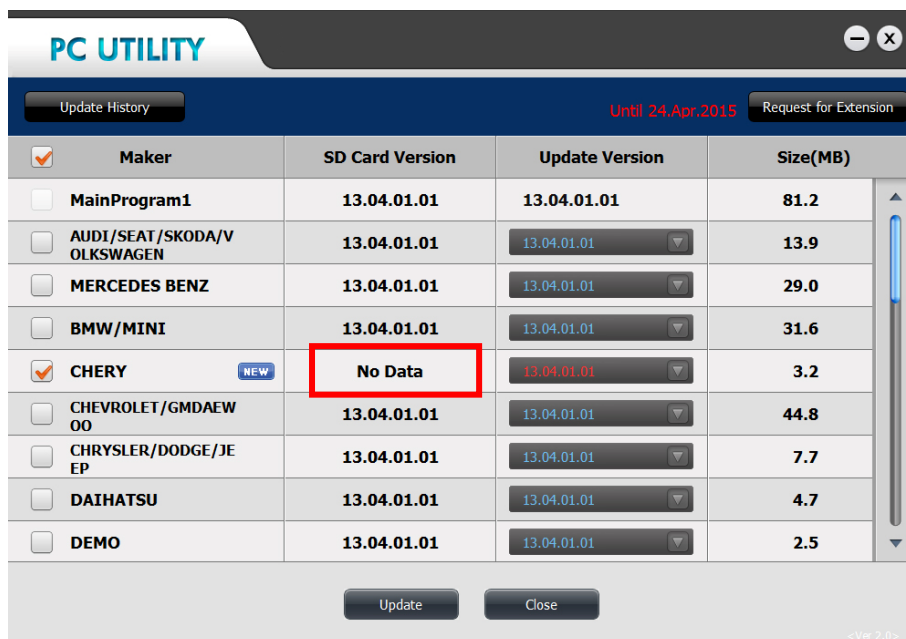 PC UTILITY
Update History
Until 24.Apr.2015
Request for Extension
Maker SD Card Version Update Version Size(MB)
MainProgram1 13.04.01.01 13.04.01.01 81.2
AUDI/SEAT/SKODA/V
OLKSWAGEN 13.04.01.01 13.04.01.01 13.9
MERCEDES BENZ 13.04.01.01 13.04.01.01 29.0
BMW/MINI 13.04.01.01 13.04.01.01 31.6
CHERY NEW No Data 13.04.01.01 3.2
CHEVROLET/GMDAEW
OO 13.04.01.01 13.04.01.01 44.8
CHRYSLER/DODGE/JE
EP 13.04.01.01 13.04.01.01 7.7
DAIHATSU 13.04.01.01 13.04.01.01 4.7
DEMO 13.04.01.01 13.04.01.01 2.5
Update Close
<Ver 2.0>